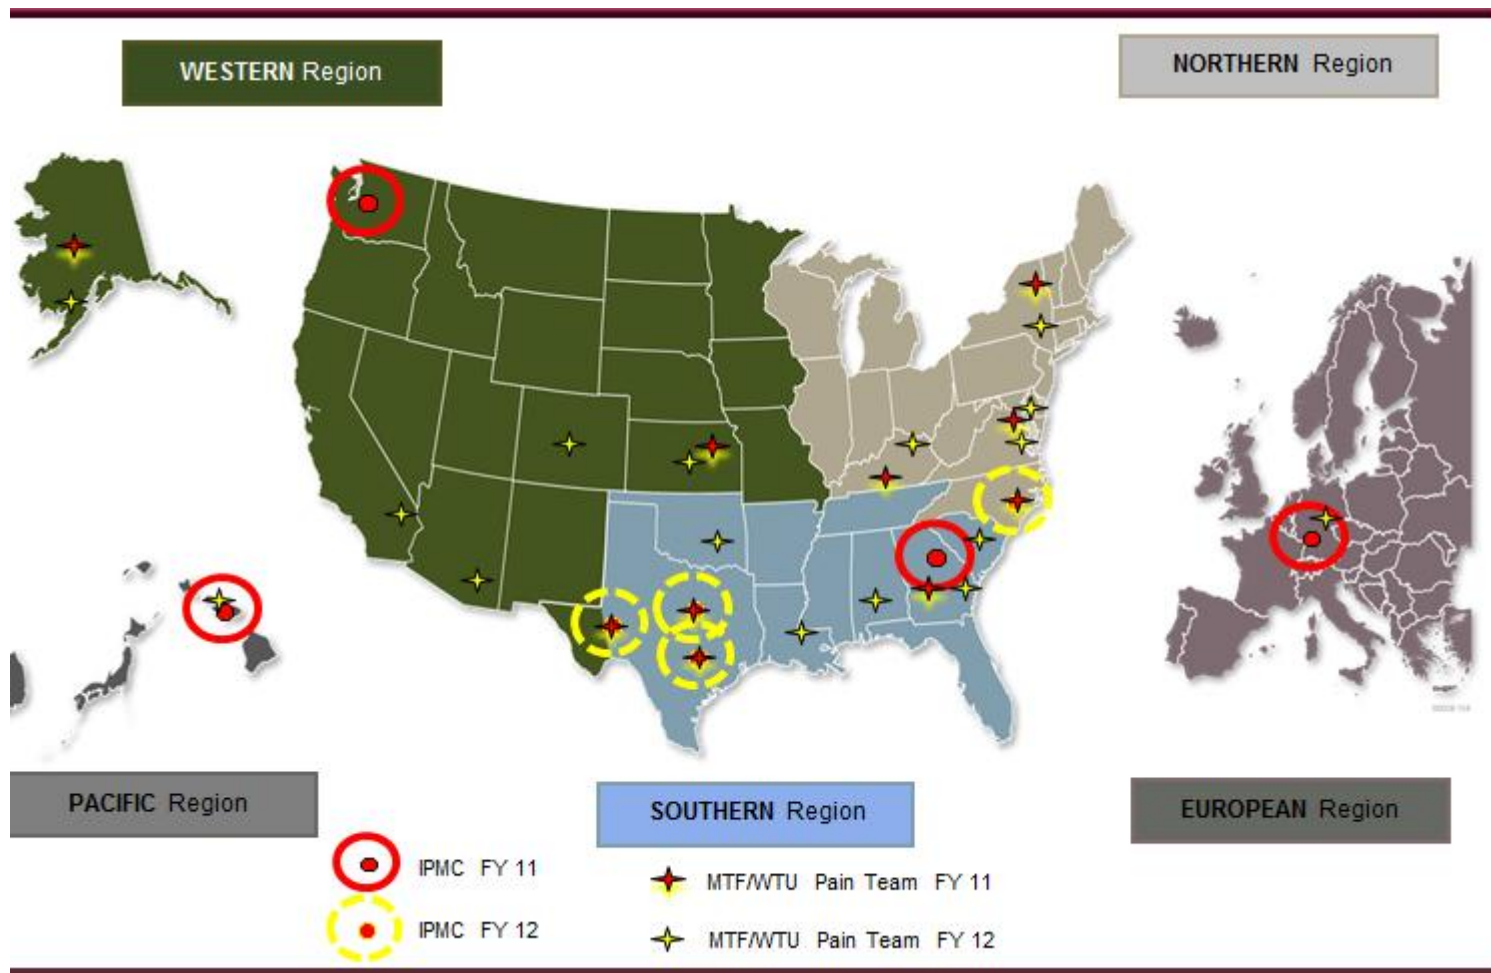 WESTERN Region
NORTHERN Region
PACIFIC Region
SOUTHERN Region
EUROPEAN Region
IPMC FY 11
MTF/WTU Pain Team FY 11
IPMC FY 12
MTF/WTU Pain Team FY 12